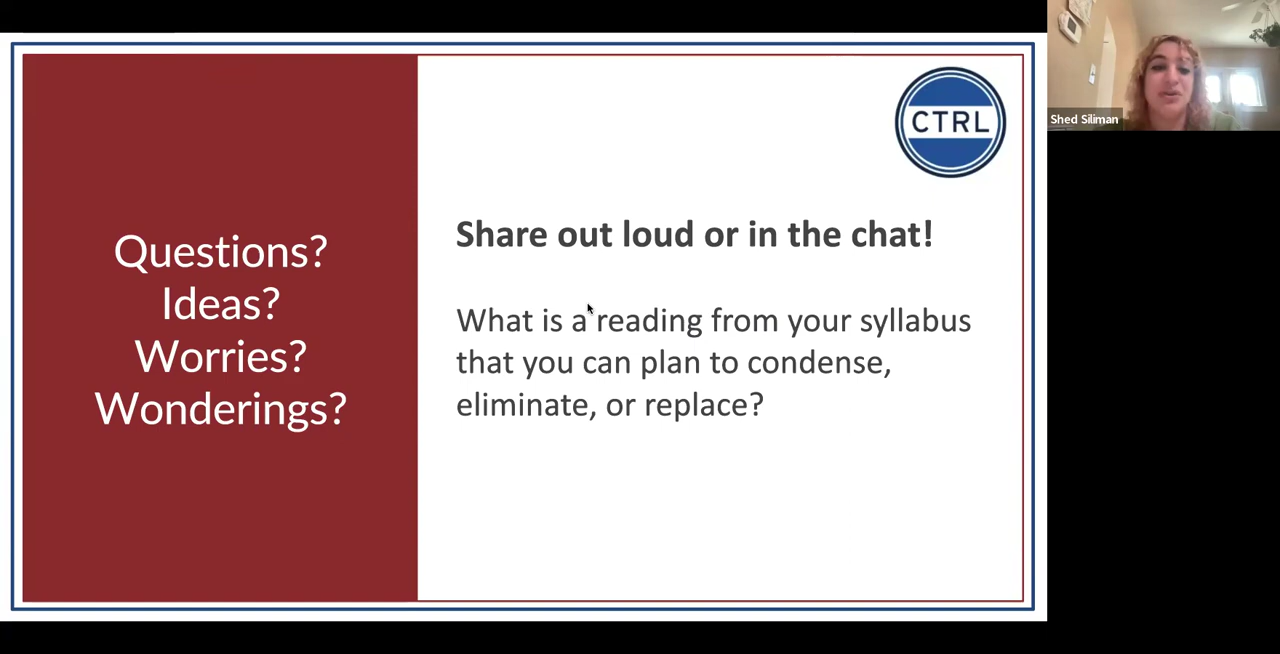 Questions?
Ideas?
Worries?
Wonderings?
CTRL
Share out loud or in the chat!
What is a reading from your syllabus
that you can plan to condense,
eliminate, or replace?
Shed Siliman